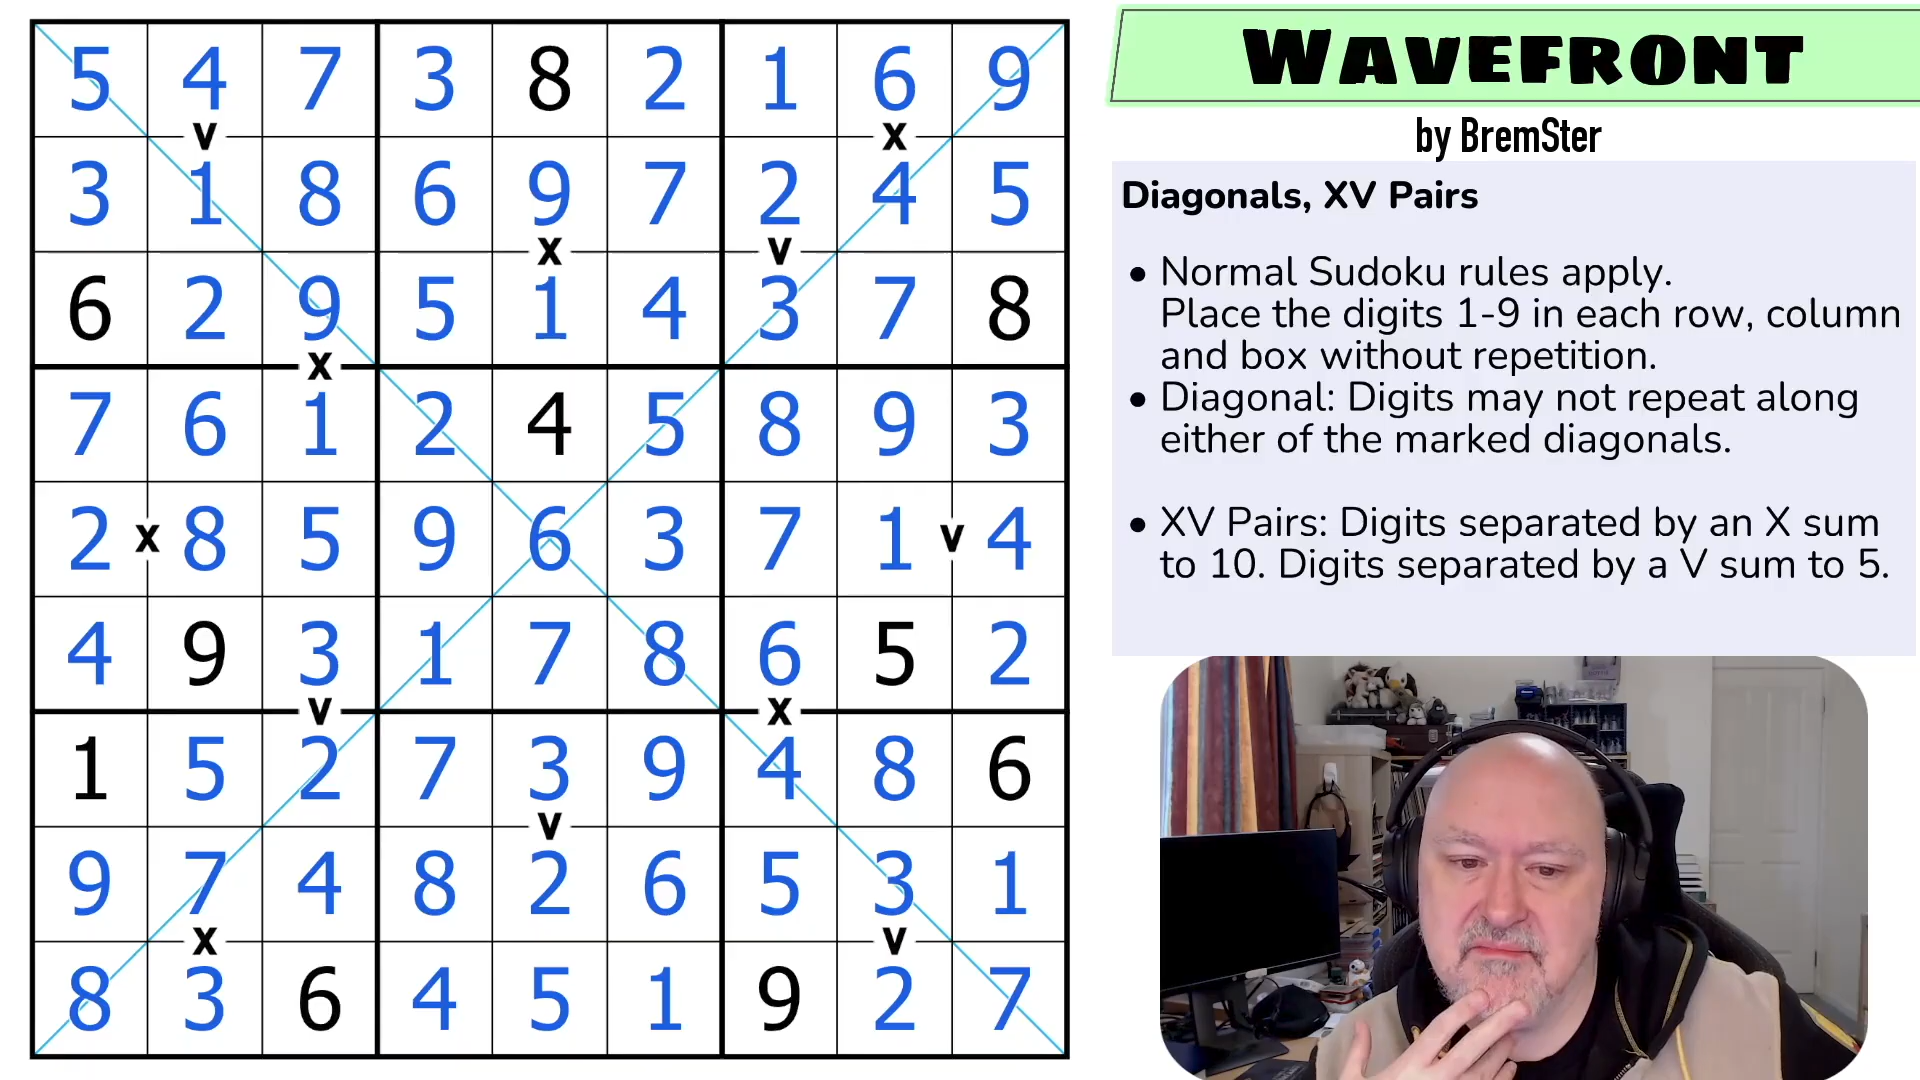 WAVEFRONT
by BremSter
Diagonals, XV Pairs
• Normal Sudoku rules apply.
Place the digits 1-9 in each row, column
and box without repetition.
• Diagonal: Digits may not repeat along
either of the marked diagonals.
• XV Pairs: Digits separated by an X sum
to 10. Digits separated by a V sum to 5.
5 4 7 3 8 2 1 6 9
V X
3 1 8 6 9 7 2 4 5
X V
6 2 9 5 1 4 3 7 8
X
7 6 1 2 4 5 8 9 3
2 X 8 5 9 6 3 7 1 V 4
4 9 3 1 7 8 6 5 2
V X
1 5 2 7 3 9 4 8 6
V
9 7 4 8 2 6 5 3 1
X V
8 3 6 4 5 1 9 2 7